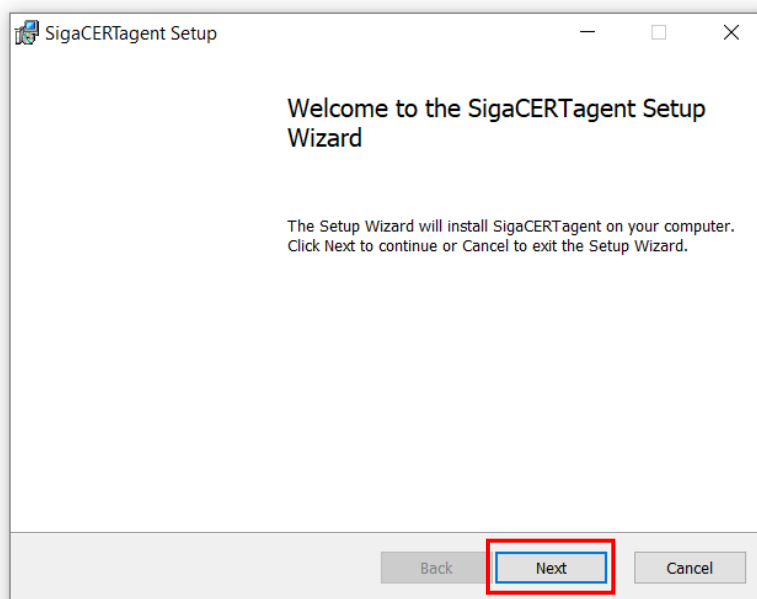 SigaCERTagent Setup
Welcome to the SigaCERTagent Setup
Wizard
The Setup Wizard will install SigaCERTagent on your computer.
Click Next to continue or Cancel to exit the Setup Wizard.
Back Next Cancel